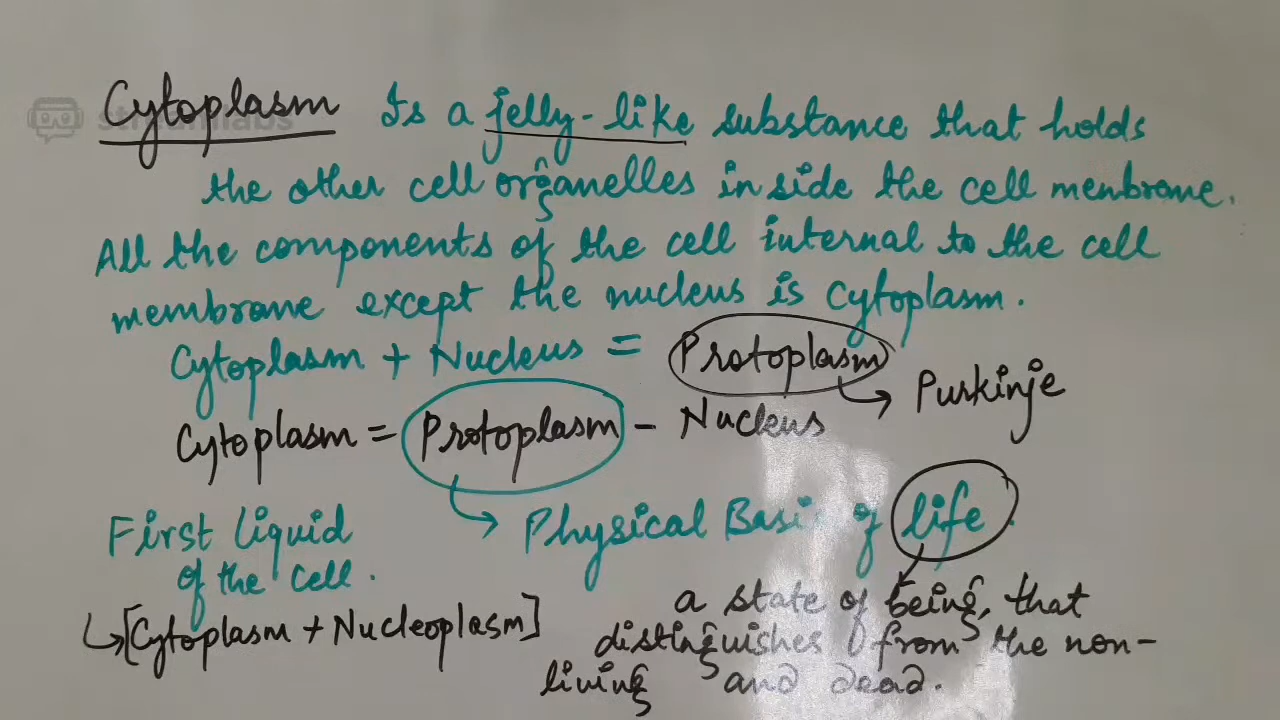 Cytoplasm Is a jelly-like substance that holds
the other cell organelles inside the cell menbrome.
All the components of the cell internal to the cell
membrane except the nucleus is cytoplasm.
Cytoplasm + Nucleus = Protoplasm
→ Purkinje
Cytoplasm = Protoplasm – Nucleus
→ Physical Basis of life.
First liquid
of the cell.
↳ [Cytoplasm + Nucleoplasm]
a state of being, that
distinguishes from the non-
living and dead.
streamlabs